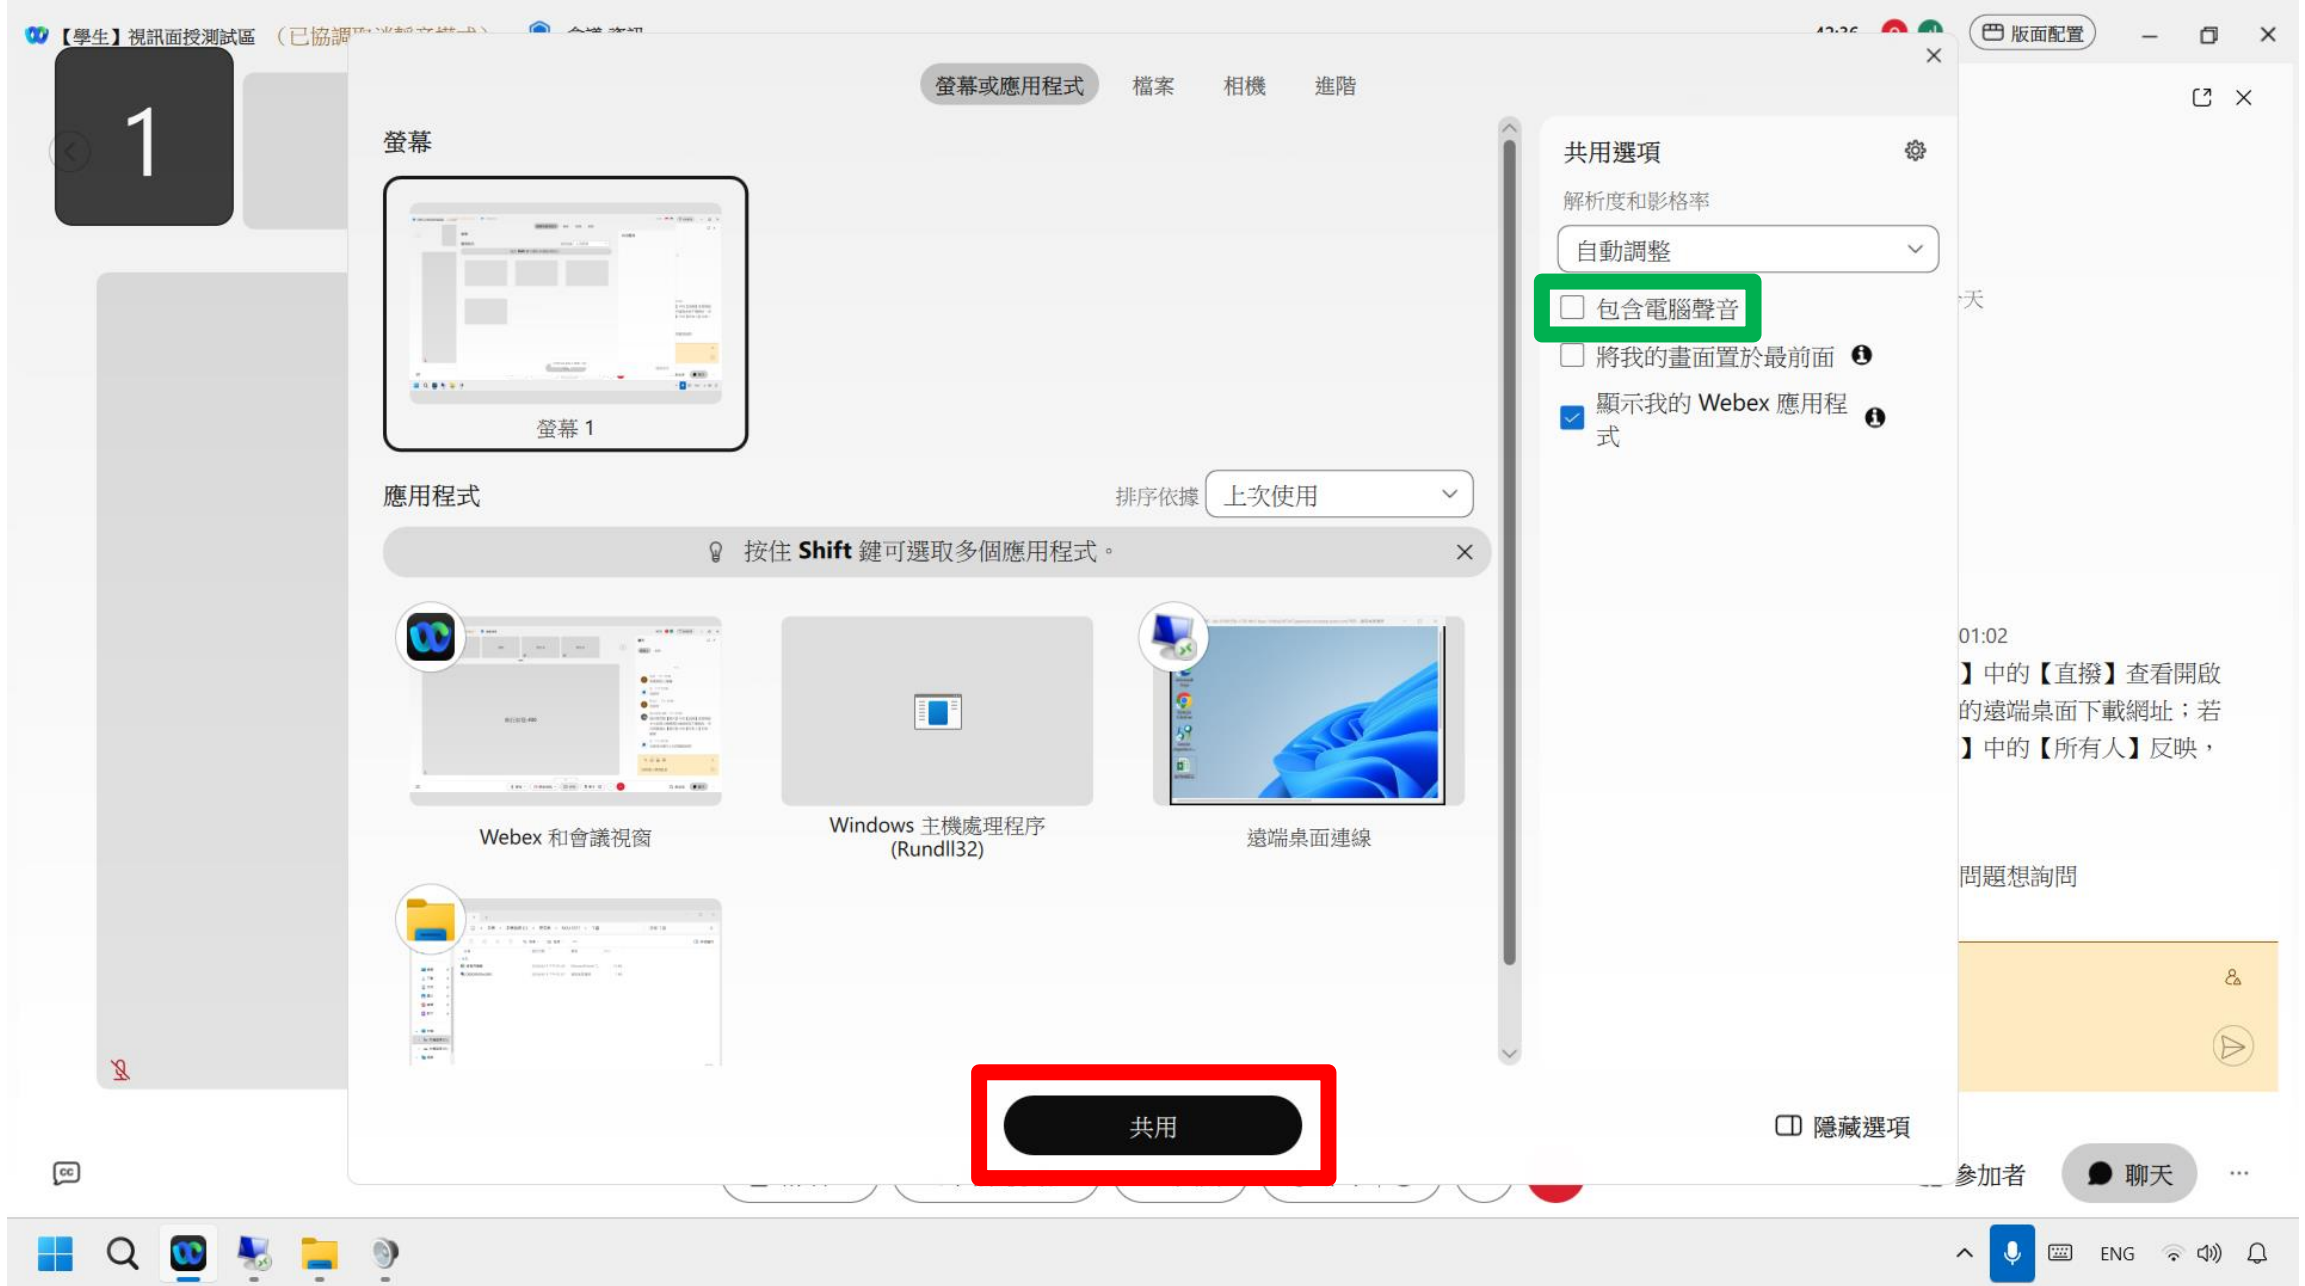 【學生】視訊面授測試區
版面配置
1
螢幕或應用程式
檔案
相機
進階
螢幕
螢幕 1
應用程式
排序依據
上次使用
按住 Shift 鍵可選取多個應用程式。
Webex 和會議視窗
Windows 主機處理程序
(Rundll32)
遠端桌面連線
共用選項
解析度和影格率
自動調整
包含電腦聲音
將我的畫面置於最前面
顯示我的 Webex 應用程
式
共用
隱藏選項
天
01:02
】中的【直撥】查看開啟
的遠端桌面下載網址；若
】中的【所有人】反映，
問題想詢問
參加者
聊天
ENG